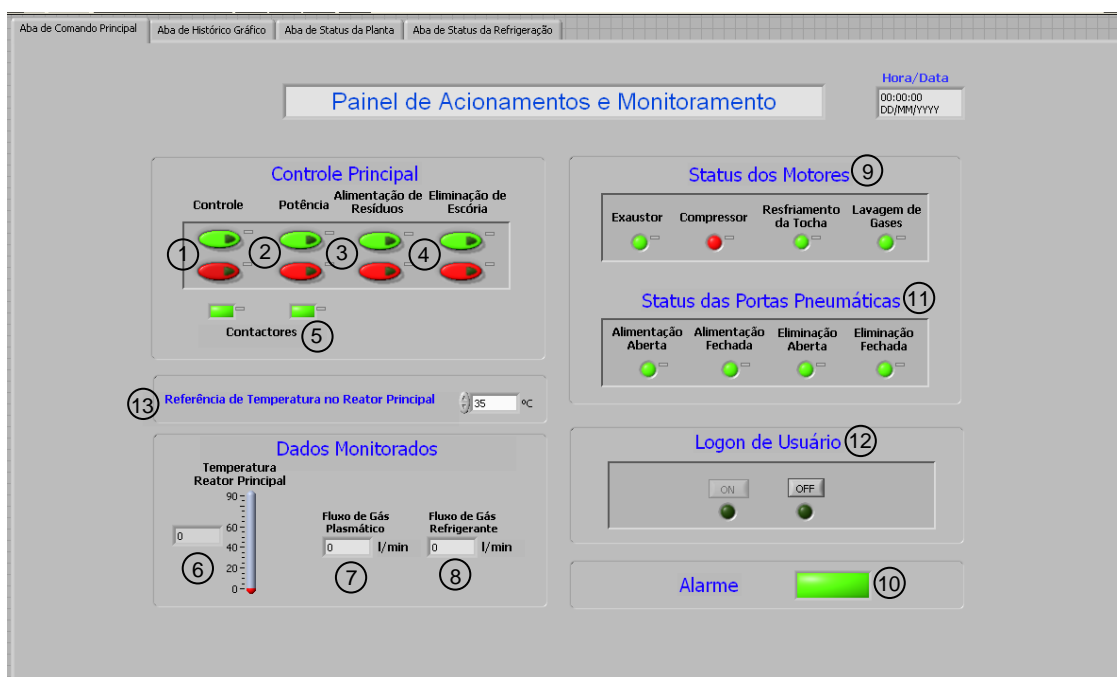 Aba de Comando Principal Aba de Histórico Gráfico Aba de Status da Planta Aba de Status da Refrigeração
Painel de Acionamentos e Monitoramento
Hora/Data
00:00:00
DD/MM/YYYY
Controle Principal
Controle Potência Alimentação de Resíduos Eliminação de Escória
1 2 3 4
Contactores 5
13 Referência de Temperatura no Reator Principal 35 ºC
Dados Monitorados
Temperatura
Reator Principal
90
60
40
20
0
0
6
Fluxo de Gás
Plasmático
0 l/min
7
Fluxo de Gás
Refrigerante
0 l/min
8
Status dos Motores 9
Exaustor Compressor Resfriamento da Tocha Lavagem de Gases
Status das Portas Pneumáticas 11
Alimentação Aberta Alimentação Fechada Eliminação Aberta Eliminação Fechada
Logon de Usuário 12
ON OFF
Alarme 10